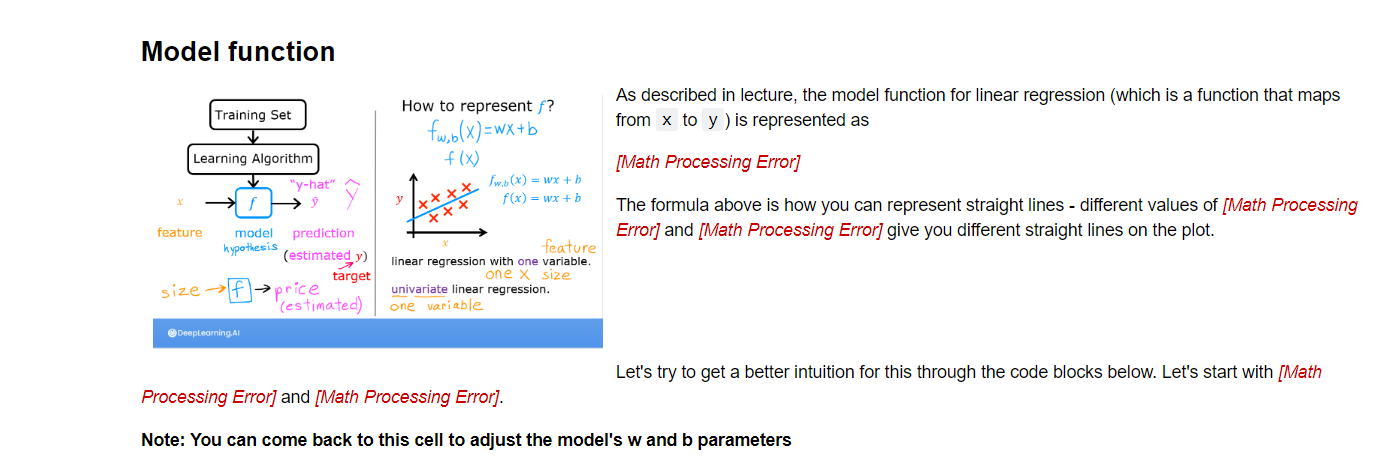 Model function
Training Set
Learning Algorithm
"y-hat"
x
f
ŷ
ŷ
feature
model
prediction
hypothesis
(estimated y)
target
size → f → price
(estimated)
DeepLearning.AI
How to represent f?
fw,b(x)=wx+b
f(x)
fw,b(x) = wx + b
f(x) = wx + b
y
x
feature
linear regression with one variable.
one x size
univariate linear regression.
one variable
As described in lecture, the model function for linear regression (which is a function that maps
from x to y ) is represented as
[Math Processing Error]
The formula above is how you can represent straight lines - different values of [Math Processing
Error] and [Math Processing Error] give you different straight lines on the plot.
Let's try to get a better intuition for this through the code blocks below. Let's start with [Math
Processing Error] and [Math Processing Error].
Note: You can come back to this cell to adjust the model's w and b parameters